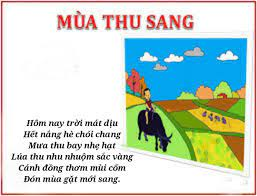 MÙA THU SANG
Hôm nay trời mát dịu
Hết nắng hè chói chang
Mưa thu bay nhẹ hạt
Lúa thu nhu nhuộm sắc vàng
Cánh đồng thơm mùi cốm
Đón mùa gặt mới sang.